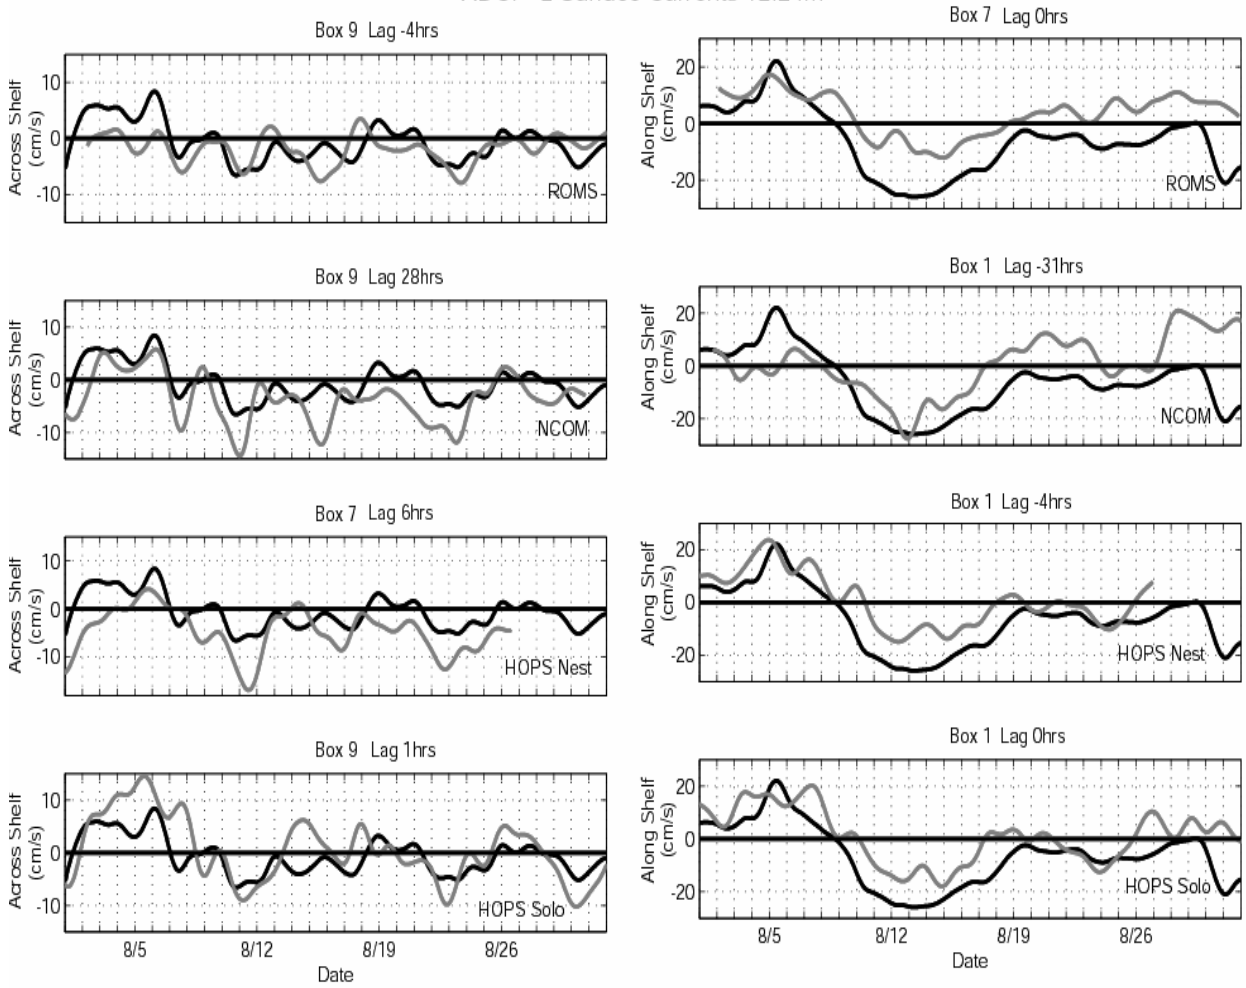 Box 9 Lag -4hrs
10
0
-10
Across Shelf
(cm/s)
ROMS
Box 7 Lag 0hrs
20
0
-20
Along Shelf
(cm/s)
ROMS
Box 9 Lag 28hrs
10
0
-10
Across Shelf
(cm/s)
NCOM
Box 1 Lag -31hrs
20
0
-20
Along Shelf
(cm/s)
NCOM
Box 7 Lag 6hrs
10
0
-10
Across Shelf
(cm/s)
HOPS Nest
Box 1 Lag -4hrs
20
0
-20
Along Shelf
(cm/s)
HOPS Nest
Box 9 Lag 1hrs
10
0
-10
Across Shelf
(cm/s)
HOPS Solo
8/5 8/12 8/19 8/26
Date
Box 1 Lag 0hrs
20
0
-20
Along Shelf
(cm/s)
HOPS Solo
8/5 8/12 8/19 8/26
Date